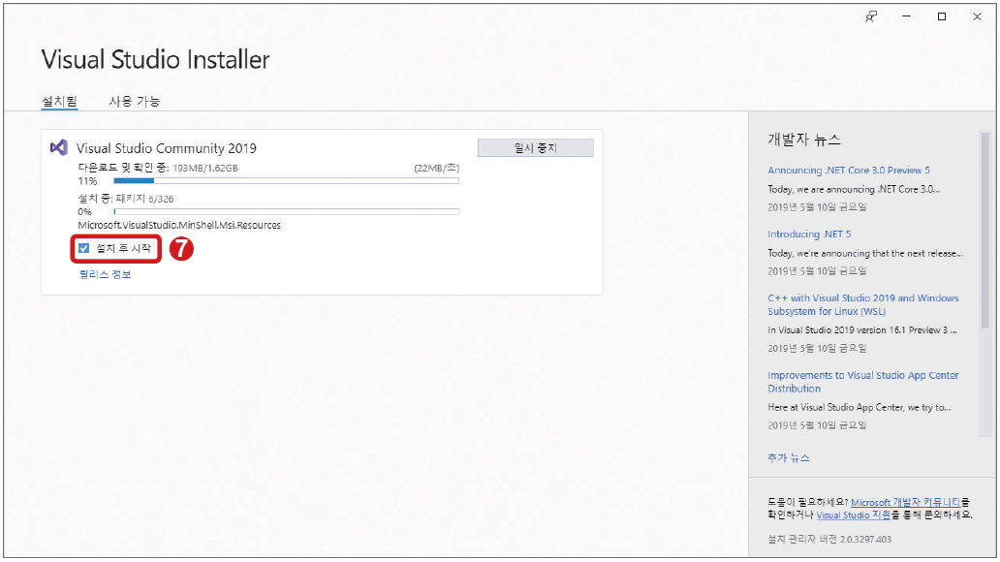 Visual Studio Installer
설치됨 사용 가능
Visual Studio Community 2019
일시 중지
다운로드 및 확인 중: 193MB/1.62GB (22MB/초)
11%
설치 중: 패키지 6/326
0%
Microsoft.VisualStudio.MinShell.Msi.Resources
설치 후 시작 7
릴리스 정보
개발자 뉴스
Announcing .NET Core 3.0 Preview 5
Today, we are announcing .NET Core 3.0...
2019년 5월 10일 금요일
Introducing .NET 5
Today, we're announcing that the next release...
2019년 5월 10일 금요일
C++ with Visual Studio 2019 and Windows
Subsystem for Linux (WSL)
In Visual Studio 2019 version 16.1 Preview 3 ...
2019년 5월 10일 금요일
Improvements to Visual Studio App Center
Distribution
Here at Visual Studio App Center, we try to...
2019년 5월 10일 금요일
추가 뉴스
도움이 필요하세요? Microsoft 개발자 커뮤니티를
확인하거나 Visual Studio 지원을 통해 문의하세요.
설치 관리자 버전 2.0.3297.403